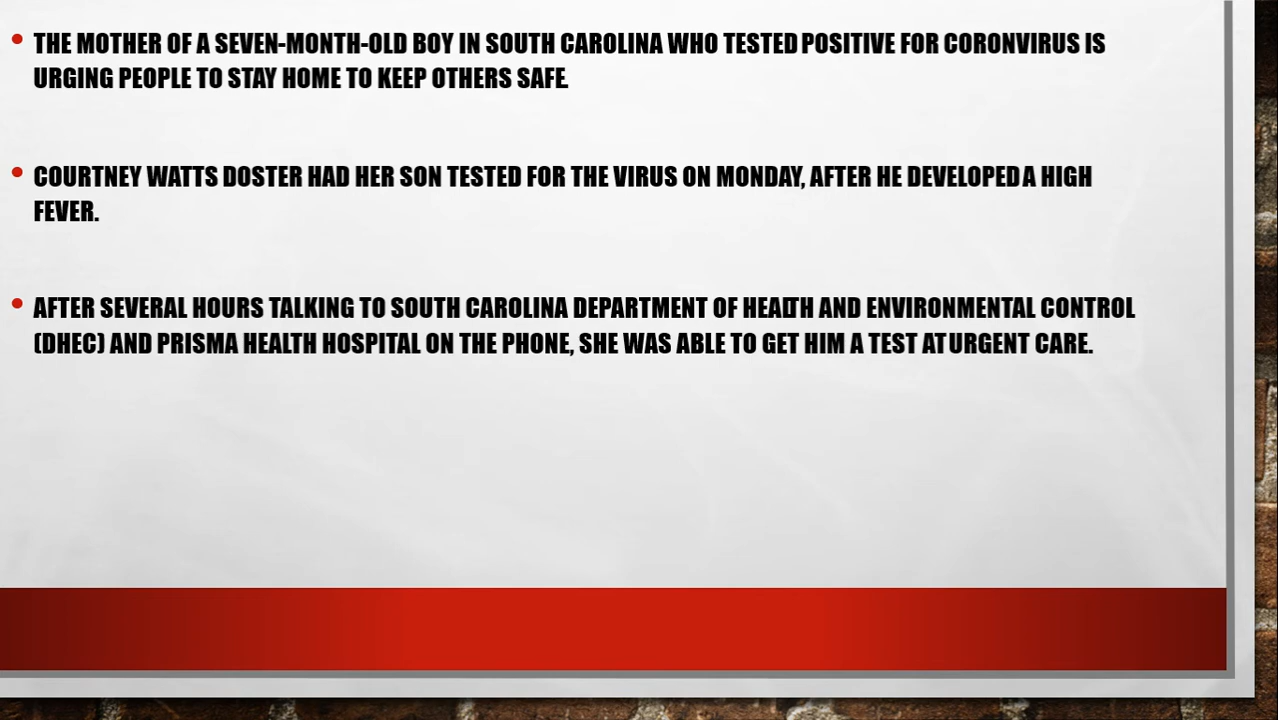 • THE MOTHER OF A SEVEN-MONTH-OLD BOY IN SOUTH CAROLINA WHO TESTED POSITIVE FOR CORONVIRUS IS
URGING PEOPLE TO STAY HOME TO KEEP OTHERS SAFE.
• COURTNEY WATTS DOSTER HAD HER SON TESTED FOR THE VIRUS ON MONDAY, AFTER HE DEVELOPED A HIGH
FEVER.
• AFTER SEVERAL HOURS TALKING TO SOUTH CAROLINA DEPARTMENT OF HEALTH AND ENVIRONMENTAL CONTROL
(DHEC) AND PRISMA HEALTH HOSPITAL ON THE PHONE, SHE WAS ABLE TO GET HIM A TEST AT URGENT CARE.